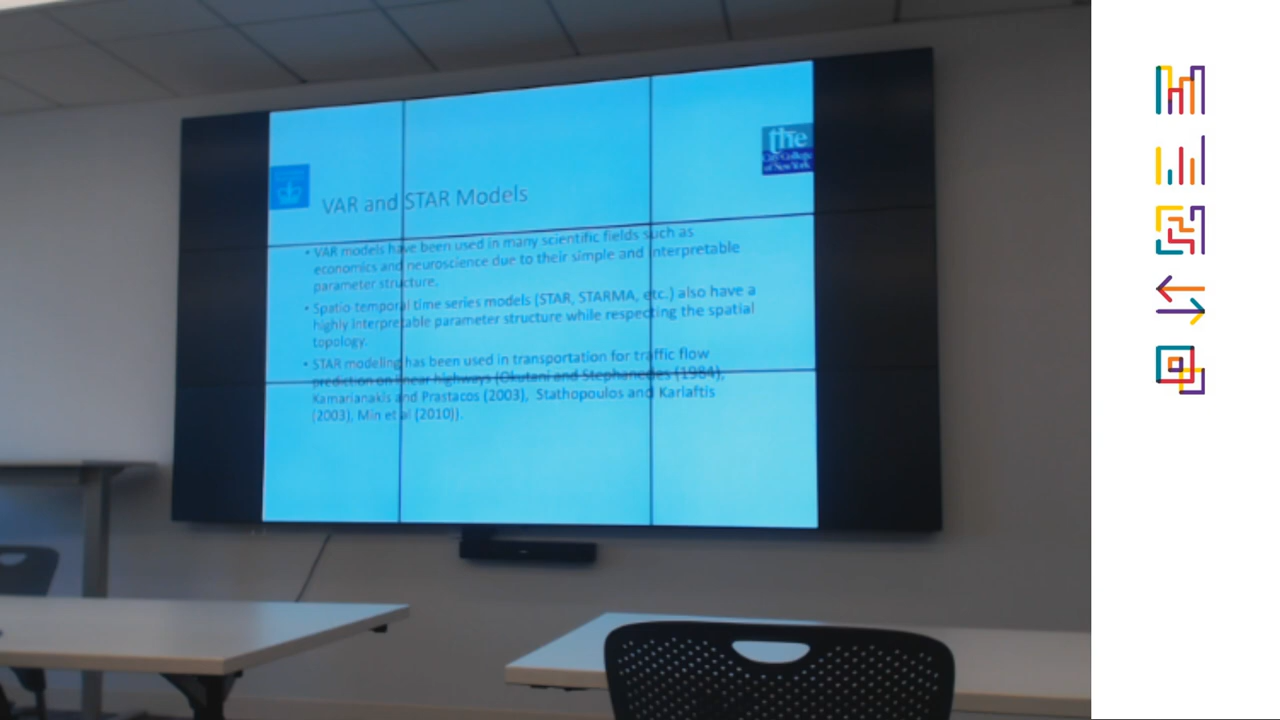 the
City College
of New York
VAR and STAR Models
• VAR models have been used in many scientific fields such as
economics and neuroscience due to their simple and interpretable
parameter structure.
• Spatio temporal time series models (STAR, STARMA, etc.) also have a
highly interpretable parameter structure while respecting the spatial
topology.
• STAR modeling has been used in transportation for traffic flow
prediction on linear highways (Okutani and Stephanedes (1984),
Kamarianakis and Prastacos (2003), Stathopoulos and Karlaftis
(2003), Min et al (2010)).